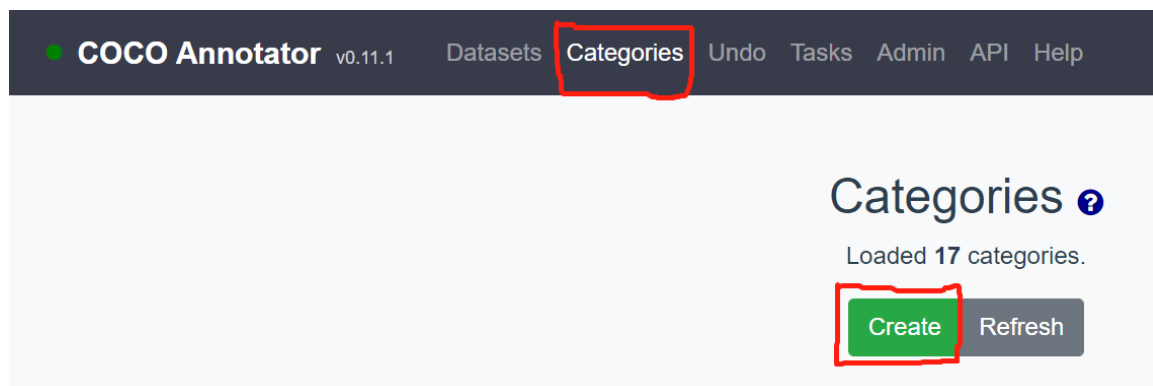 COCO Annotator v0.11.1 Datasets Categories Undo Tasks Admin API Help
Categories ?
Loaded 17 categories.
Create Refresh